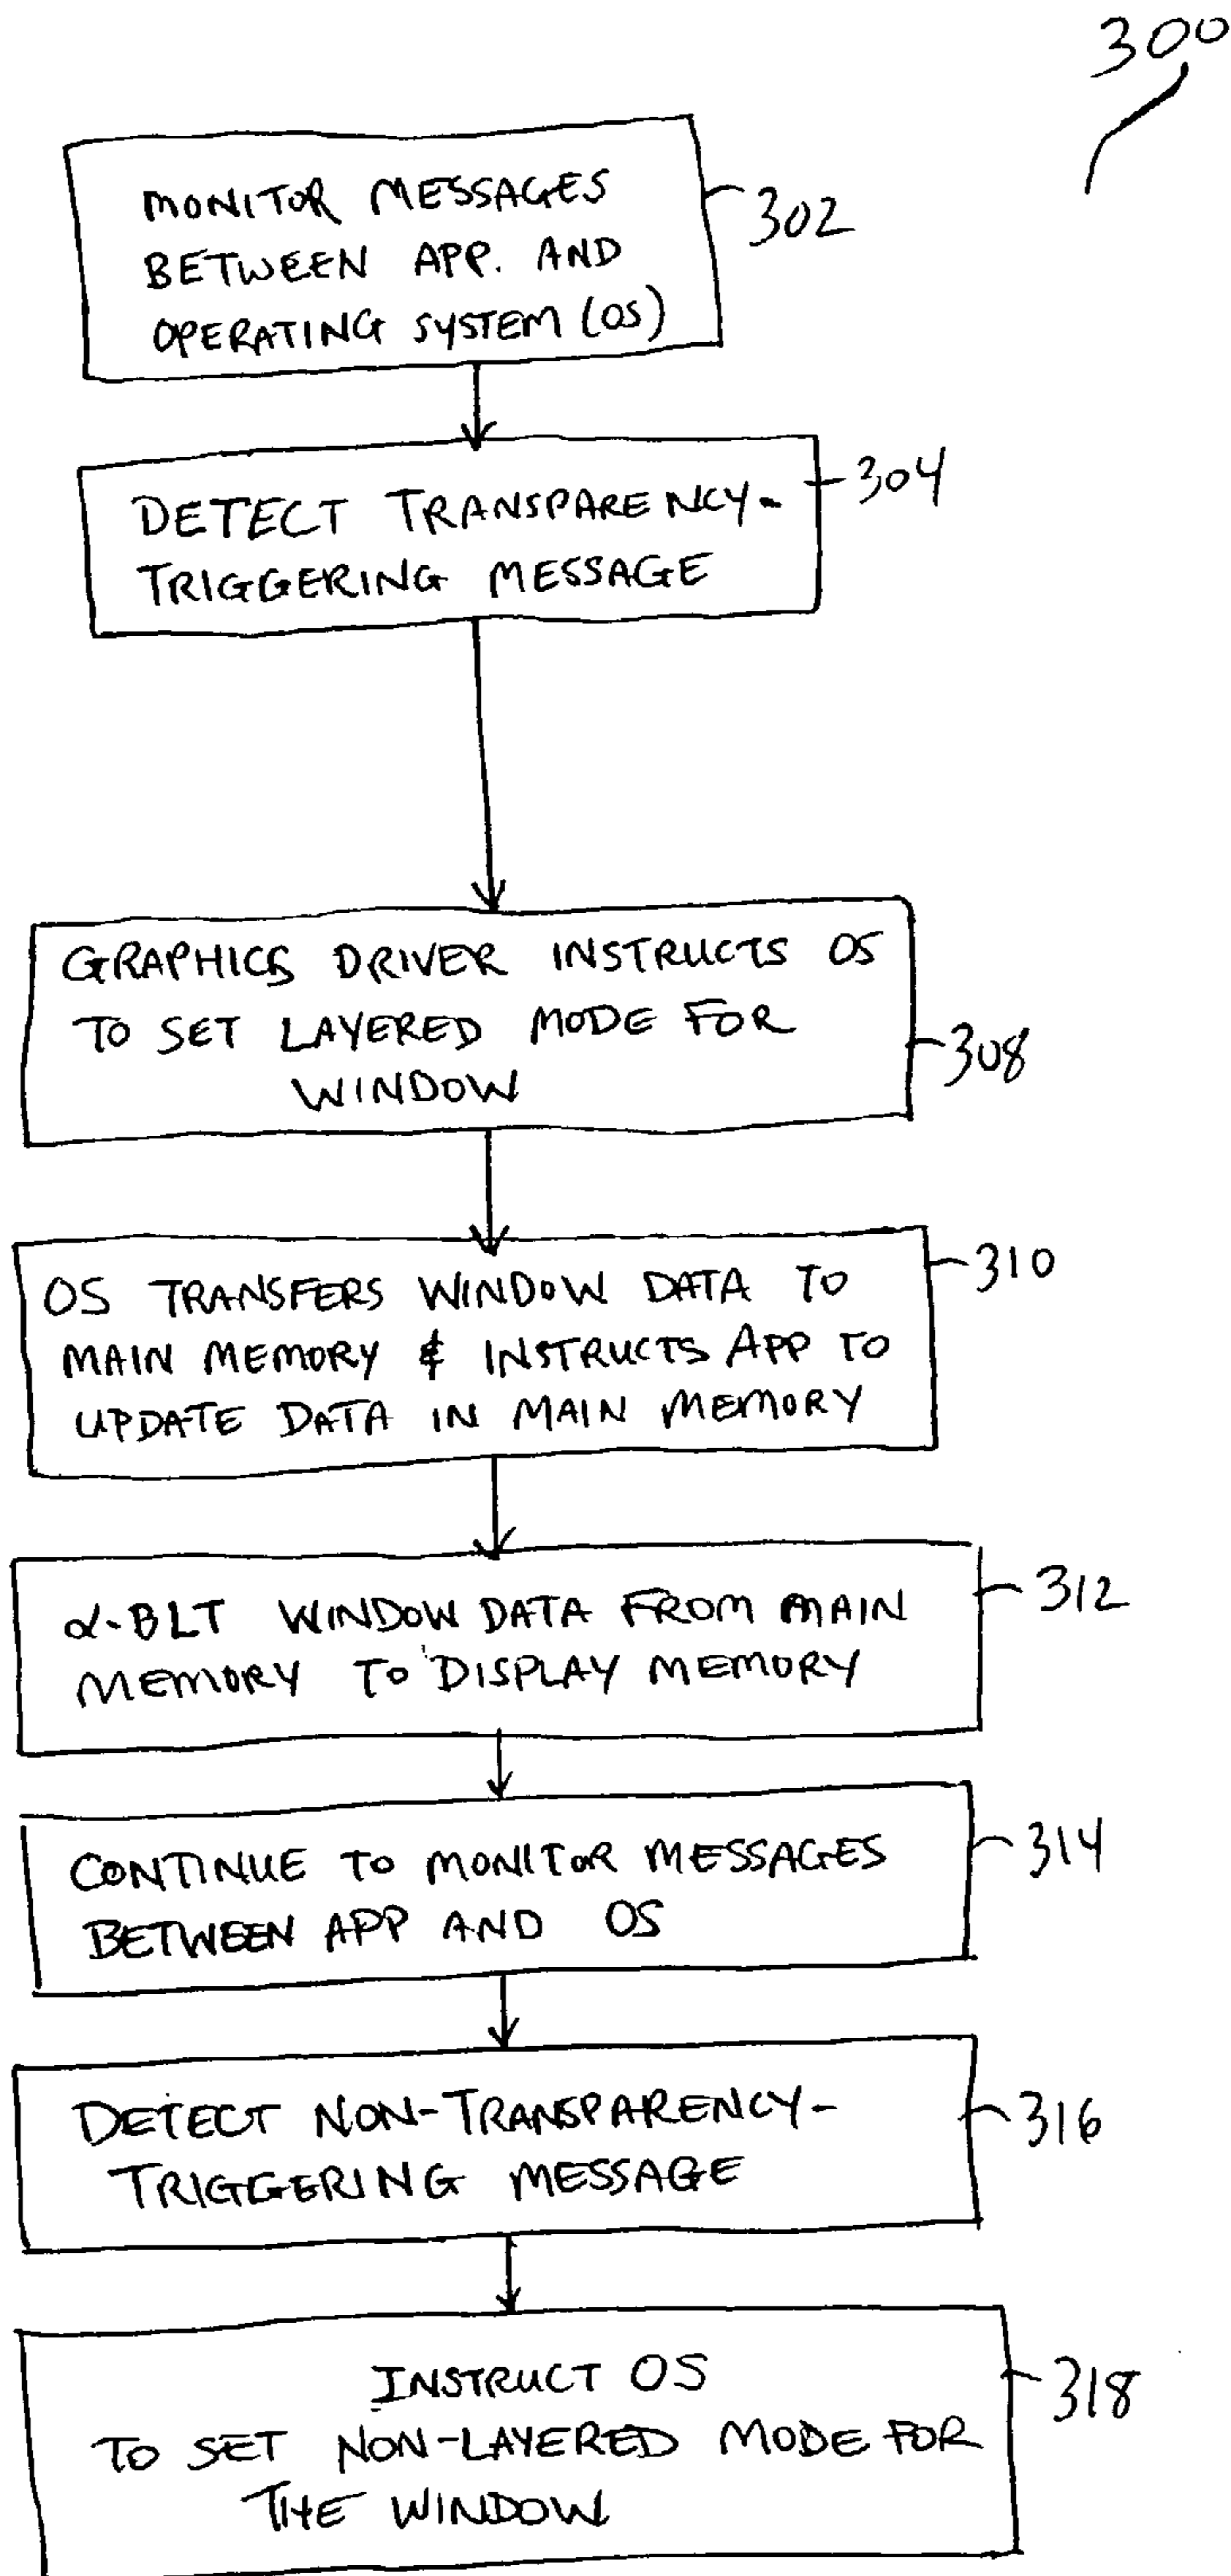 300
MONITOR MESSAGES
BETWEEN APP. AND
OPERATING SYSTEM (OS)
302
DETECT TRANSPARENCY-
TRIGGERING MESSAGE
304
GRAPHICS DRIVER INSTRUCTS OS
TO SET LAYERED MODE FOR
WINDOW
308
OS TRANSFERS WINDOW DATA TO
MAIN MEMORY & INSTRUCTS APP TO
UPDATE DATA IN MAIN MEMORY
310
α-BLT WINDOW DATA FROM MAIN
MEMORY TO DISPLAY MEMORY
312
CONTINUE TO MONITOR MESSAGES
BETWEEN APP AND OS
314
DETECT NON-TRANSPARENCY-
TRIGGERING MESSAGE
316
INSTRUCT OS
TO SET NON-LAYERED MODE FOR
THE WINDOW
318